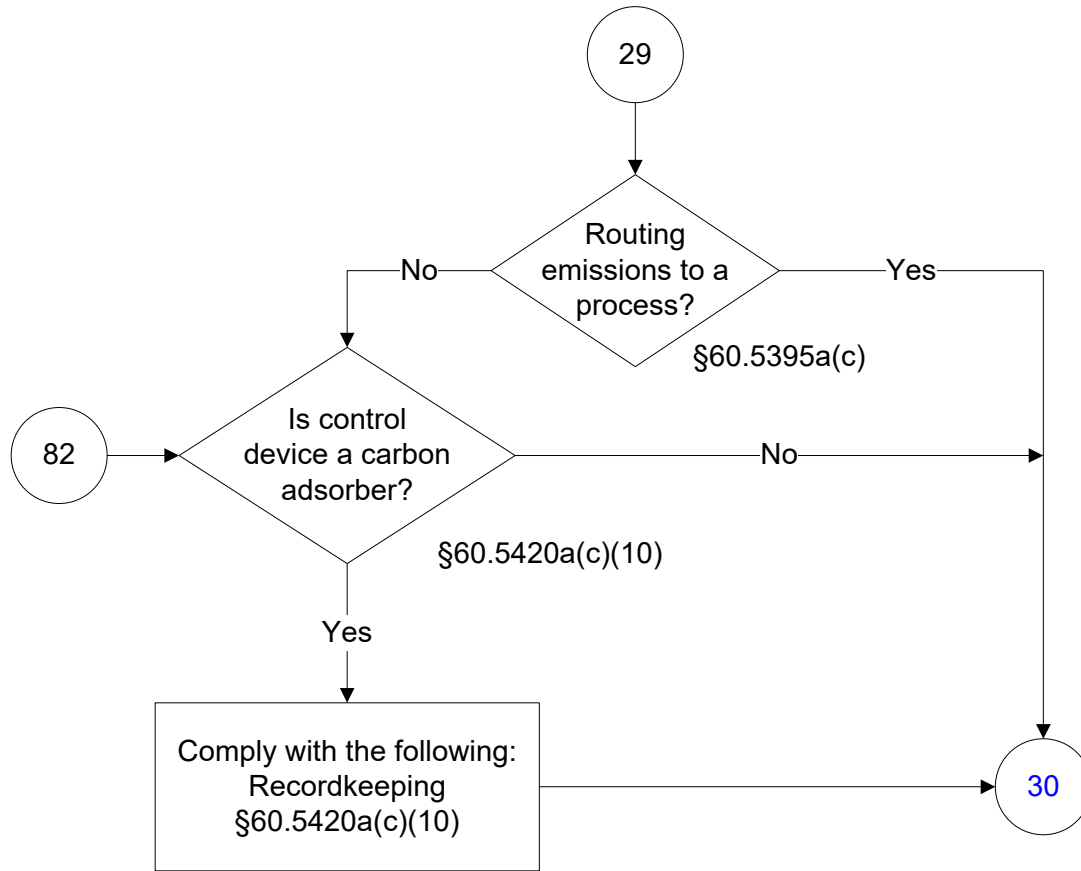 29
Routing
emissions to a
process?
No
Yes
§60.5395a(c)
82
Is control
device a carbon
adsorber?
No
§60.5420a(c)(10)
Yes
Comply with the following:
Recordkeeping
§60.5420a(c)(10)
30